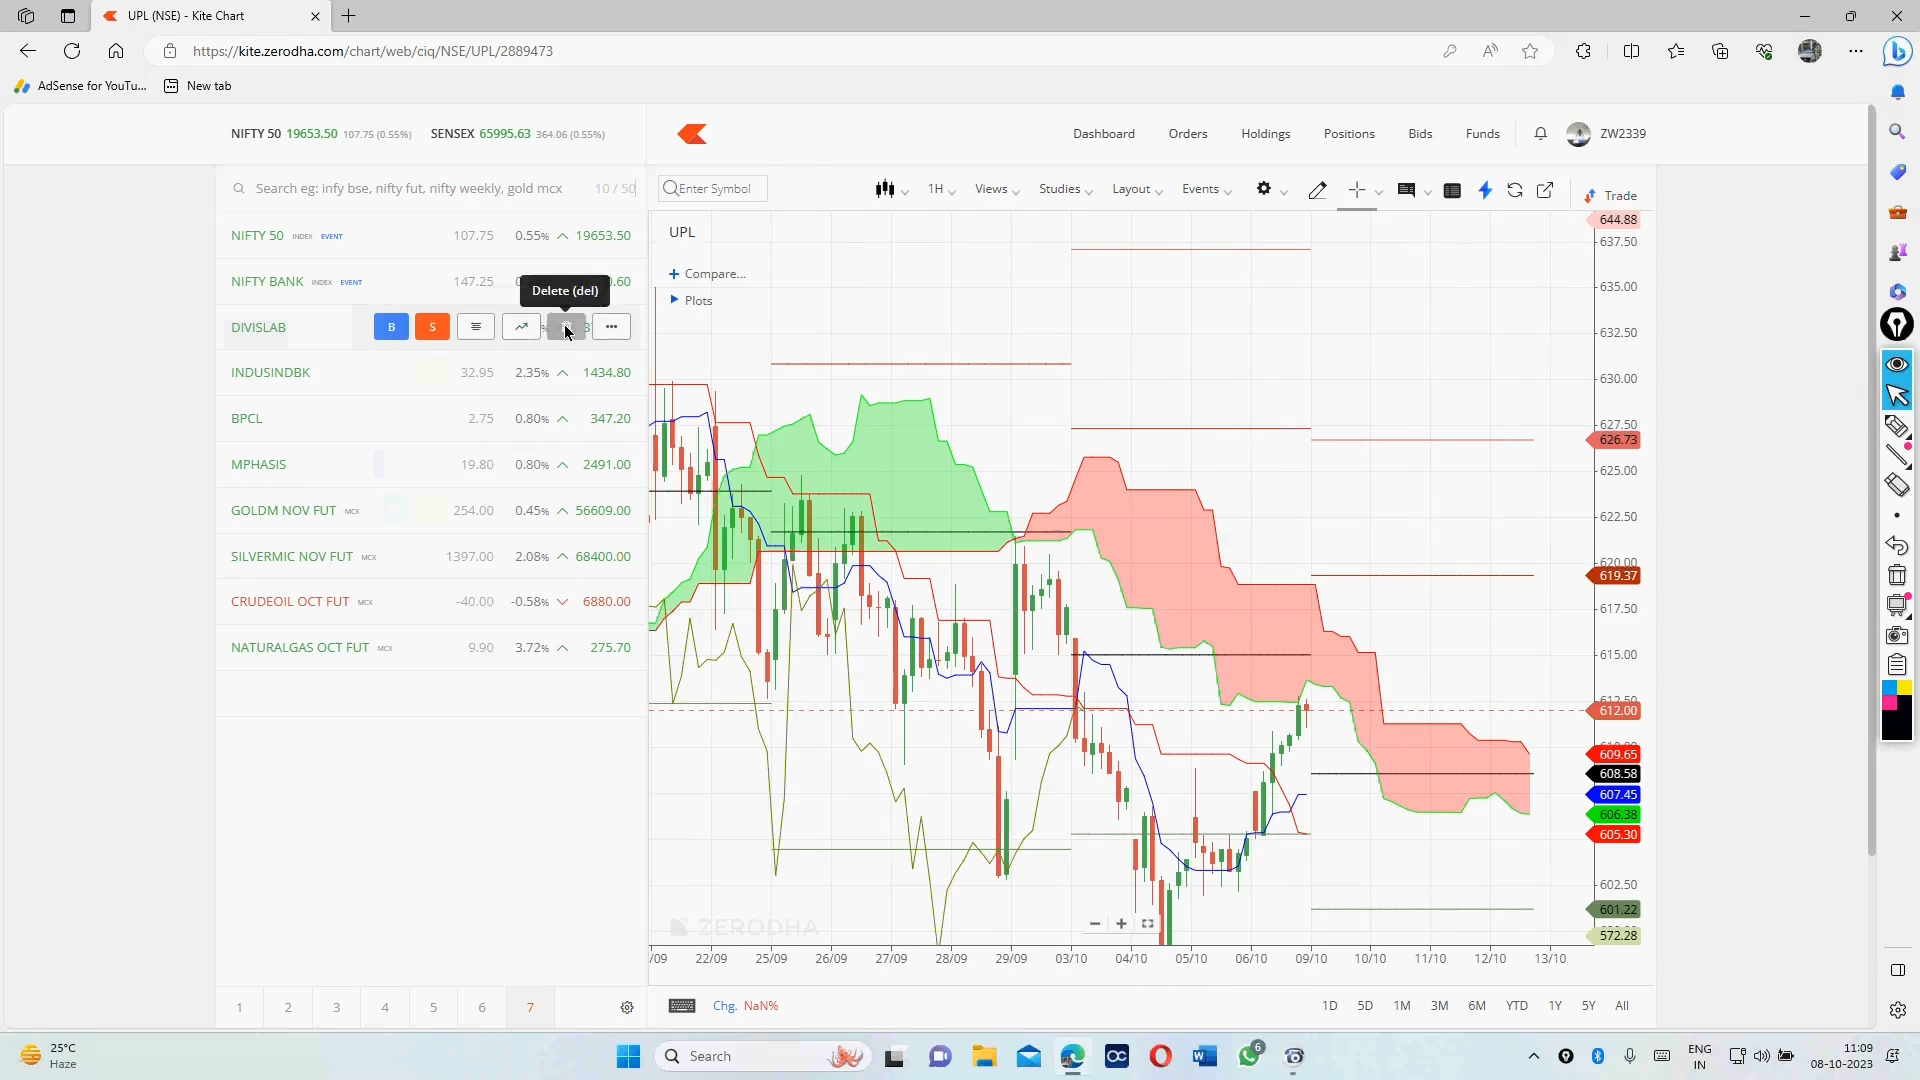 UPL (NSE) - Kite Chart
https://kite.zerodha.com/chart/web/ciq/NSE/UPL/2889473
AdSense for YouTu...
New tab
NIFTY 50 19653.50 107.75 (0.55%) SENSEX 65995.63 364.06 (0.55%)
Dashboard Orders Holdings Positions Bids Funds ZW2339
Search eg: infy bse, nifty fut, nifty weekly, gold mcx 10 / 50
NIFTY 50 INDEX EVENT 107.75 0.55% 19653.50
NIFTY BANK INDEX EVENT 147.25 0 0.60
Delete (del)
DIVISLAB B S % 3
INDUSINDBK 32.95 2.35% 1434.80
BPCL 2.75 0.80% 347.20
MPHASIS 19.80 0.80% 2491.00
GOLDM NOV FUT MCX 254.00 0.45% 56609.00
SILVERMIC NOV FUT MCX 1397.00 2.08% 68400.00
CRUDEOIL OCT FUT MCX -40.00 -0.58% 6880.00
NATURALGAS OCT FUT MCX 9.90 3.72% 275.70
1 2 3 4 5 6 7
Enter Symbol 1H Views Studies Layout Events Trade
UPL
Compare...
Plots
644.88
637.50
635.00
632.50
630.00
627.50
626.73
625.00
622.50
620.00
619.37
617.50
615.00
612.50
612.00
609.65
608.58
607.45
606.38
605.30
602.50
601.22
572.28
ZERODHA
/09 22/09 25/09 26/09 27/09 28/09 29/09 03/10 04/10 05/10 06/10 09/10 10/10 11/10 12/10 13/10
Chg. NaN% 1D 5D 1M 3M 6M YTD 1Y 5Y All
25°C
Haze
Search
6
ENG
IN
11:09
08-10-2023